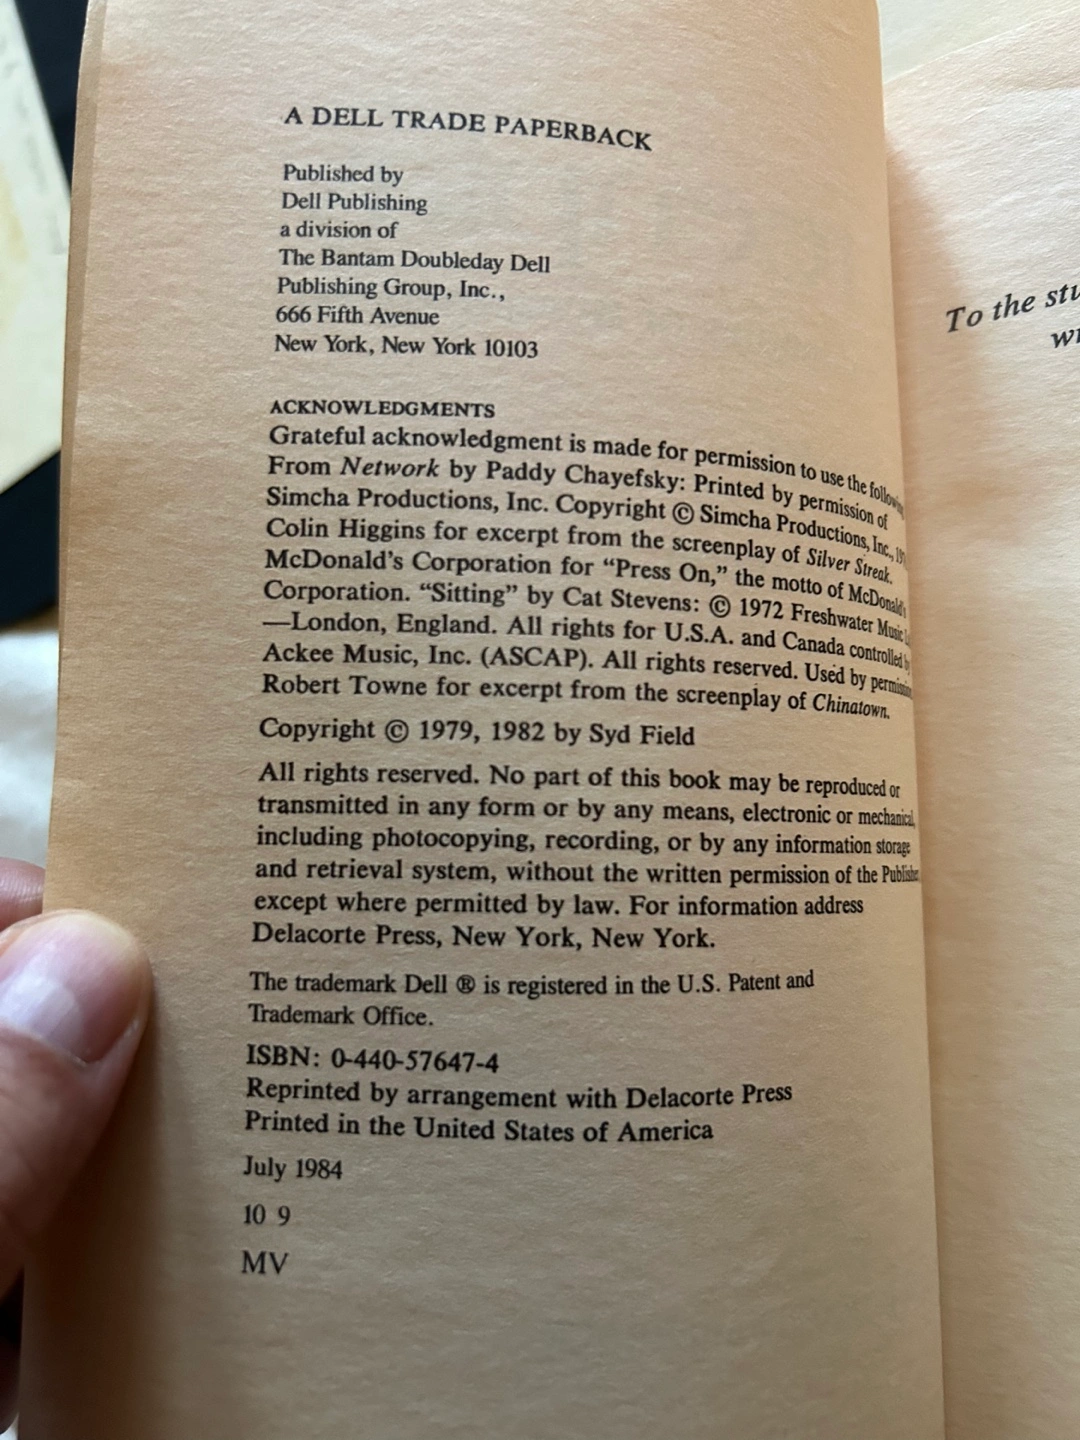 A DELL TRADE PAPERBACK
Published by
Dell Publishing
a division of
The Bantam Doubleday Dell
Publishing Group, Inc.,
666 Fifth Avenue
New York, New York 10103
ACKNOWLEDGMENTS
Grateful acknowledgment is made for permission to use the following
From Network by Paddy Chayefsky: Printed by permission of
Simcha Productions, Inc. Copyright © Simcha Productions, Inc.,
Colin Higgins for excerpt from the screenplay of Silver Streak.
McDonald's Corporation for “Press On,” the motto of McDonald's
Corporation. “Sitting” by Cat Stevens: © 1972 Freshwater Music
—London, England. All rights for U.S.A. and Canada controlled
Ackee Music, Inc. (ASCAP). All rights reserved. Used by
Robert Towne for excerpt from the screenplay of Chinatown.
Copyright © 1979, 1982 by Syd Field
All rights reserved. No part of this book may be reproduced or
transmitted in any form or by any means, electronic or mechanical,
including photocopying, recording, or by any information storage
and retrieval system, without the written permission of the
except where permitted by law. For information address
Delacorte Press, New York, New York.
The trademark Dell ® is registered in the U.S. Patent and
Trademark Office.
ISBN: 0-440-57647-4
Reprinted by arrangement with Delacorte Press
Printed in the United States of America
July 1984
10 9
MV
To the